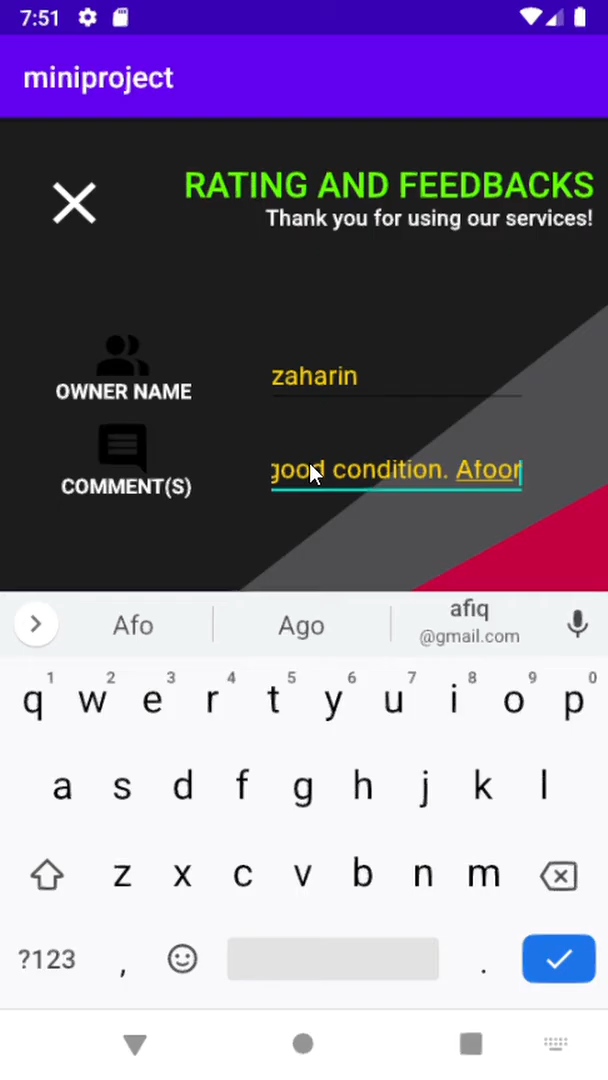 7:51
miniproject
RATING AND FEEDBACKS
Thank you for using our services!
OWNER NAME
zaharin
COMMENT(S)
good condition. Afoor
Afo
Ago
afiq
@gmail.com
1 2 3 4 5 6 7 8 9 0
q w e r t y u i o p
a s d f g h j k l
z x c v b n m
?123 , .